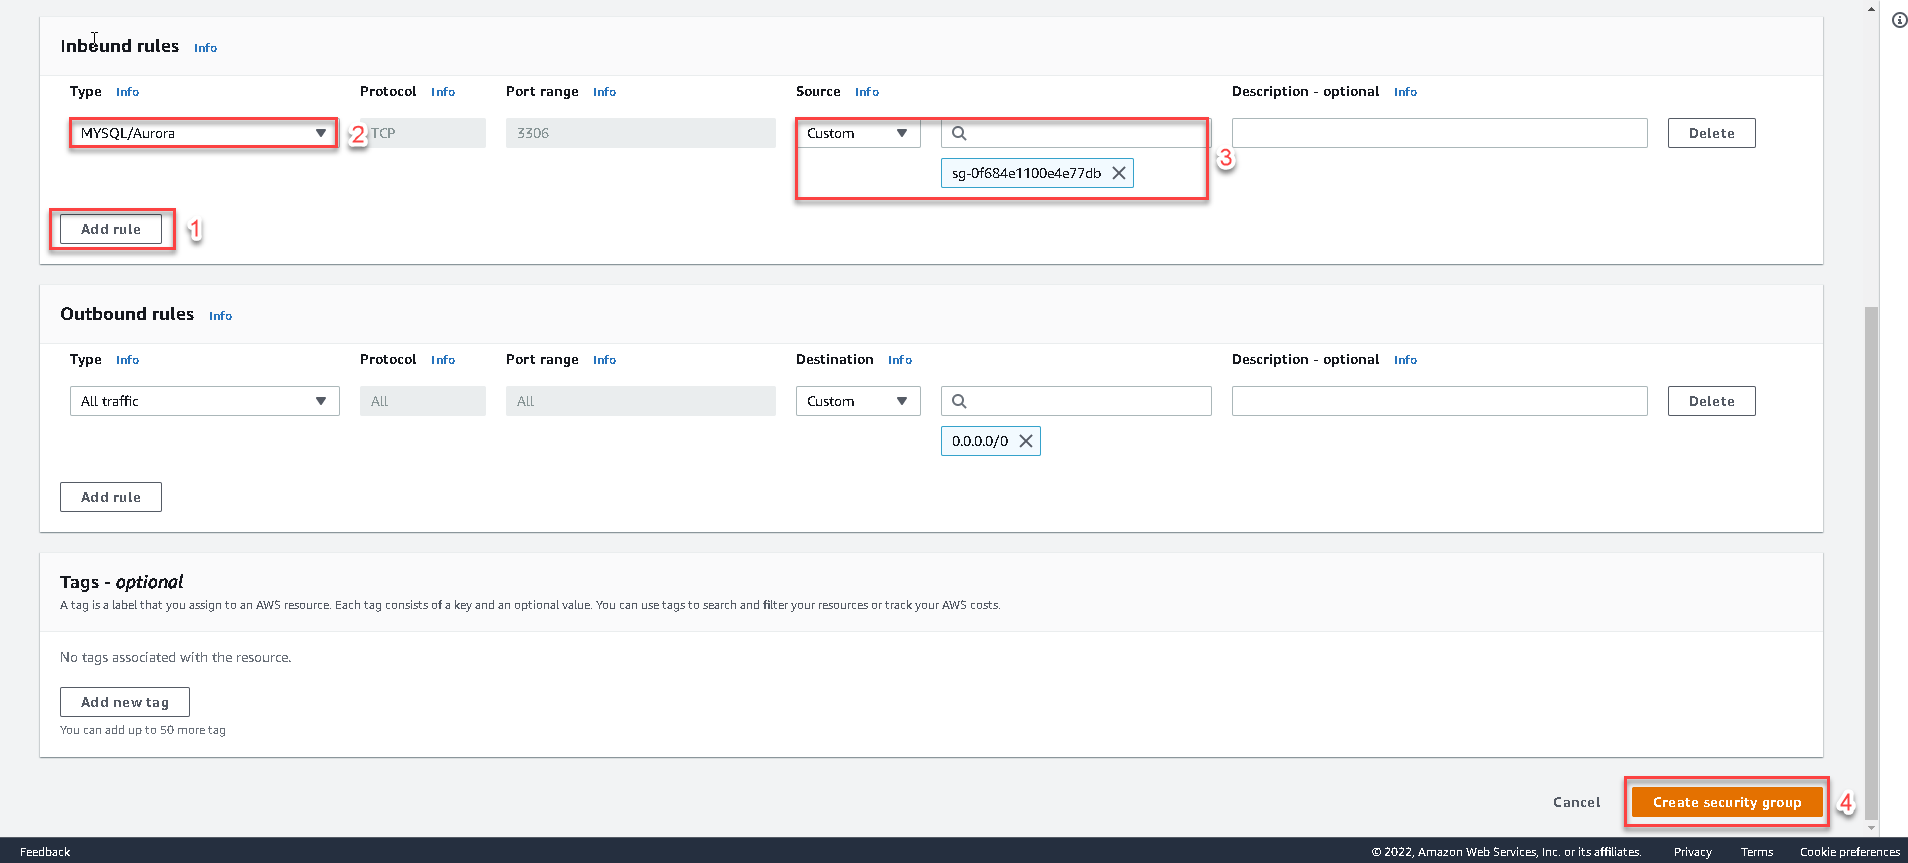 Inbound rules Info
Type Info Protocol Info Port range Info Source Info Description - optional Info
MYSQL/Aurora 2 TCP 3306 Custom Delete
sg-0f684e1100e4e77db 3
Add rule 1
Outbound rules Info
Type Info Protocol Info Port range Info Destination Info Description - optional Info
All traffic All All Custom Delete
0.0.0.0/0
Add rule
Tags - optional
A tag is a label that you assign to an AWS resource. Each tag consists of a key and an optional value. You can use tags to search and filter your resources or track your AWS costs.
No tags associated with the resource.
Add new tag
You can add up to 50 more tag
Cancel Create security group 4
Feedback © 2022, Amazon Web Services, Inc. or its affiliates. Privacy Terms Cookie preferences